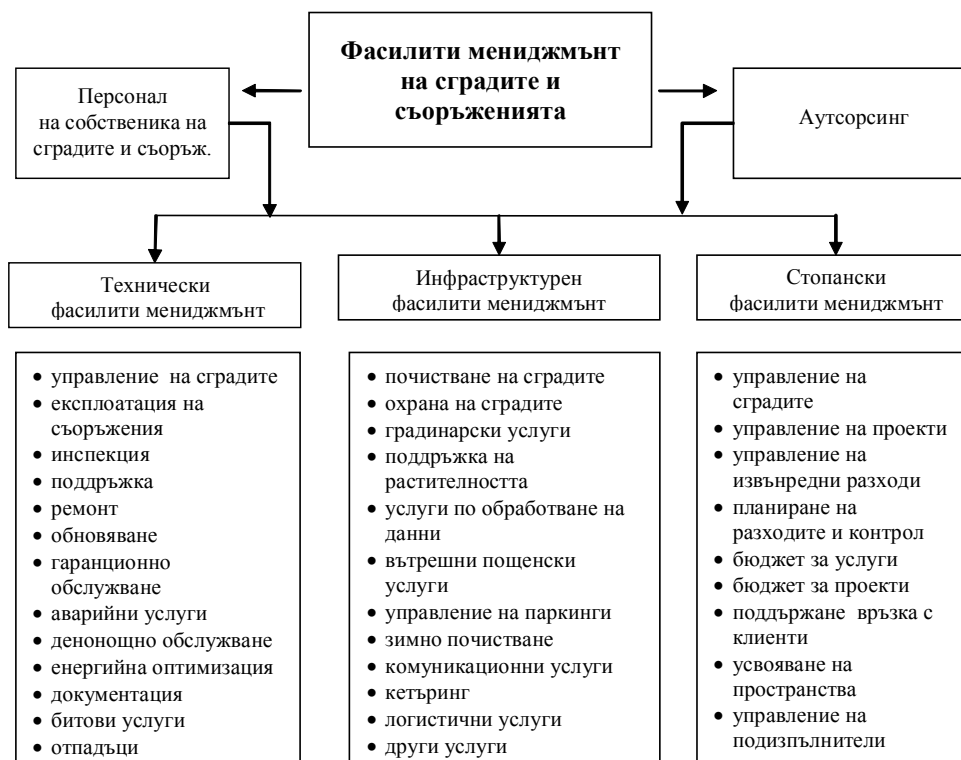 Фасилити мениджмънт
на сградите и
съоръженията
Персонал
на собственика на
сградите и съоръж.
Аутсорсинг
Технически
фасилити мениджмънт
Инфраструктурен
фасилити мениджмънт
Стопански
фасилити мениджмънт
• управление на сградите
• експлоатация на
съоръжения
• инспекция
• поддръжка
• ремонт
• обновяване
• гаранционно
обслужване
• аварийни услуги
• денонощно обслужване
• енергийна оптимизация
• документация
• битови услуги
• отпадъци
• почистване на сградите
• охрана на сградите
• градинарски услуги
• поддръжка на
растителността
• услуги по обработване на
данни
• вътрешни пощенски
услуги
• управление на паркинги
• зимно почистване
• комуникационни услуги
• кетъринг
• логистични услуги
• други услуги
• управление на
сградите
• управление на проекти
• управление на
извънредни разходи
• планиране на
разходите и контрол
• бюджет за услуги
• бюджет за проекти
• поддържане връзка с
клиенти
• усвояване на
пространства
• управление на
подизпълнители